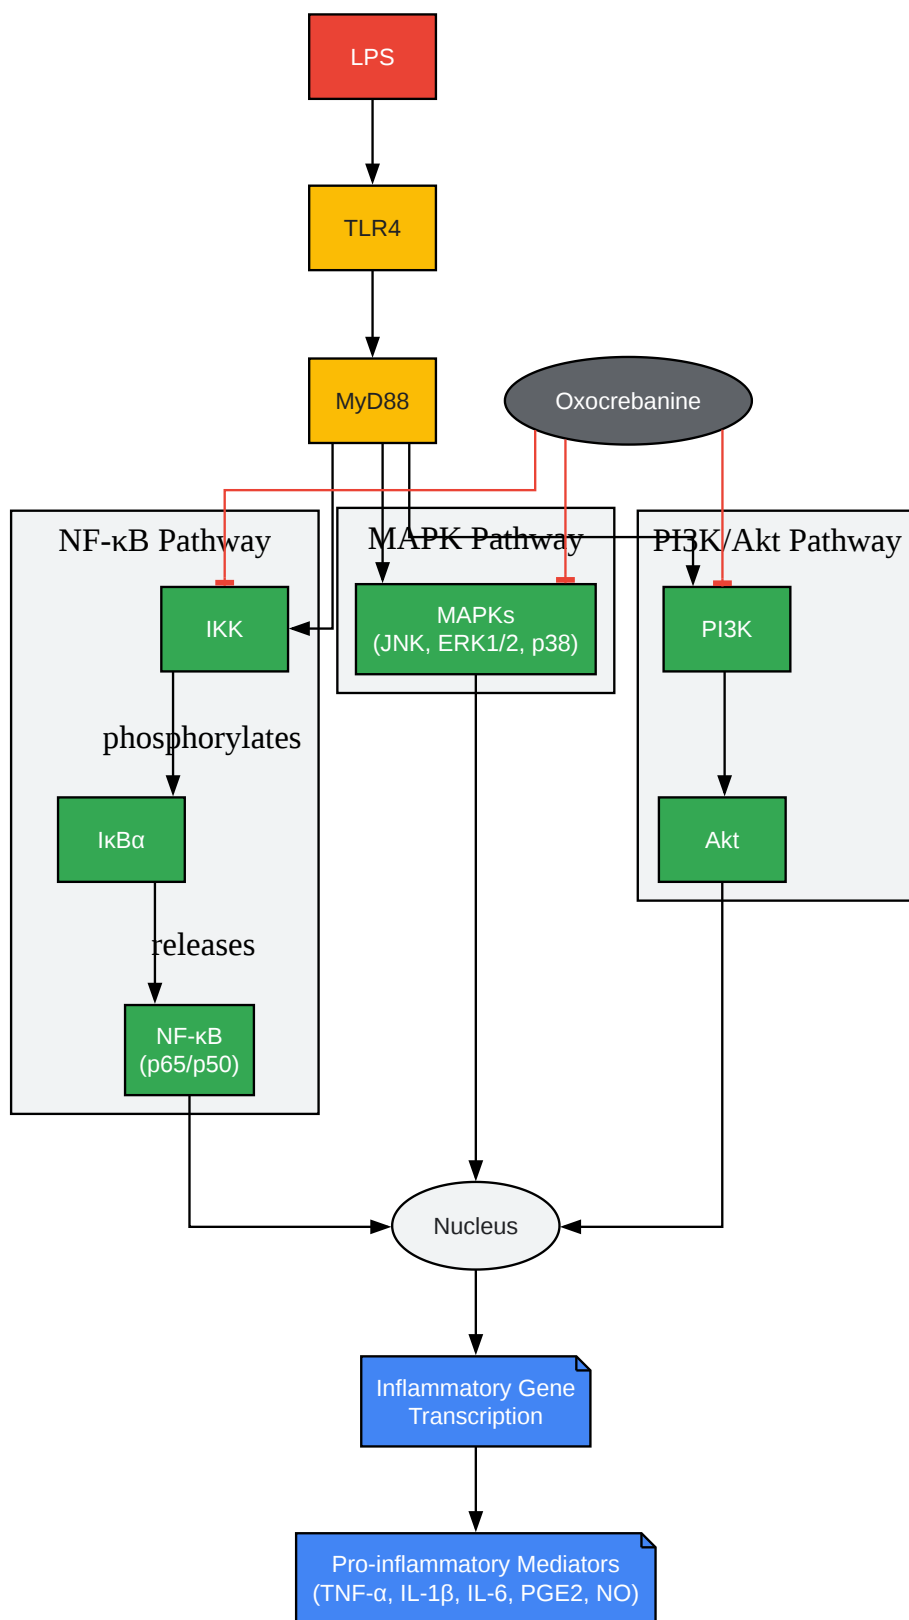 LPS
TLR4
MyD88
Oxocrebanine
NF-κB Pathway
MAPK Pathway
PI3K/Akt Pathway
IKK
MAPKs
(JNK, ERK1/2, p38)
PI3K
phosphorylates
IκBα
Akt
releases
NF-κB
(p65/p50)
Nucleus
Inflammatory Gene
Transcription
Pro-inflammatory Mediators
(TNF-α, IL-1β, IL-6, PGE2, NO)